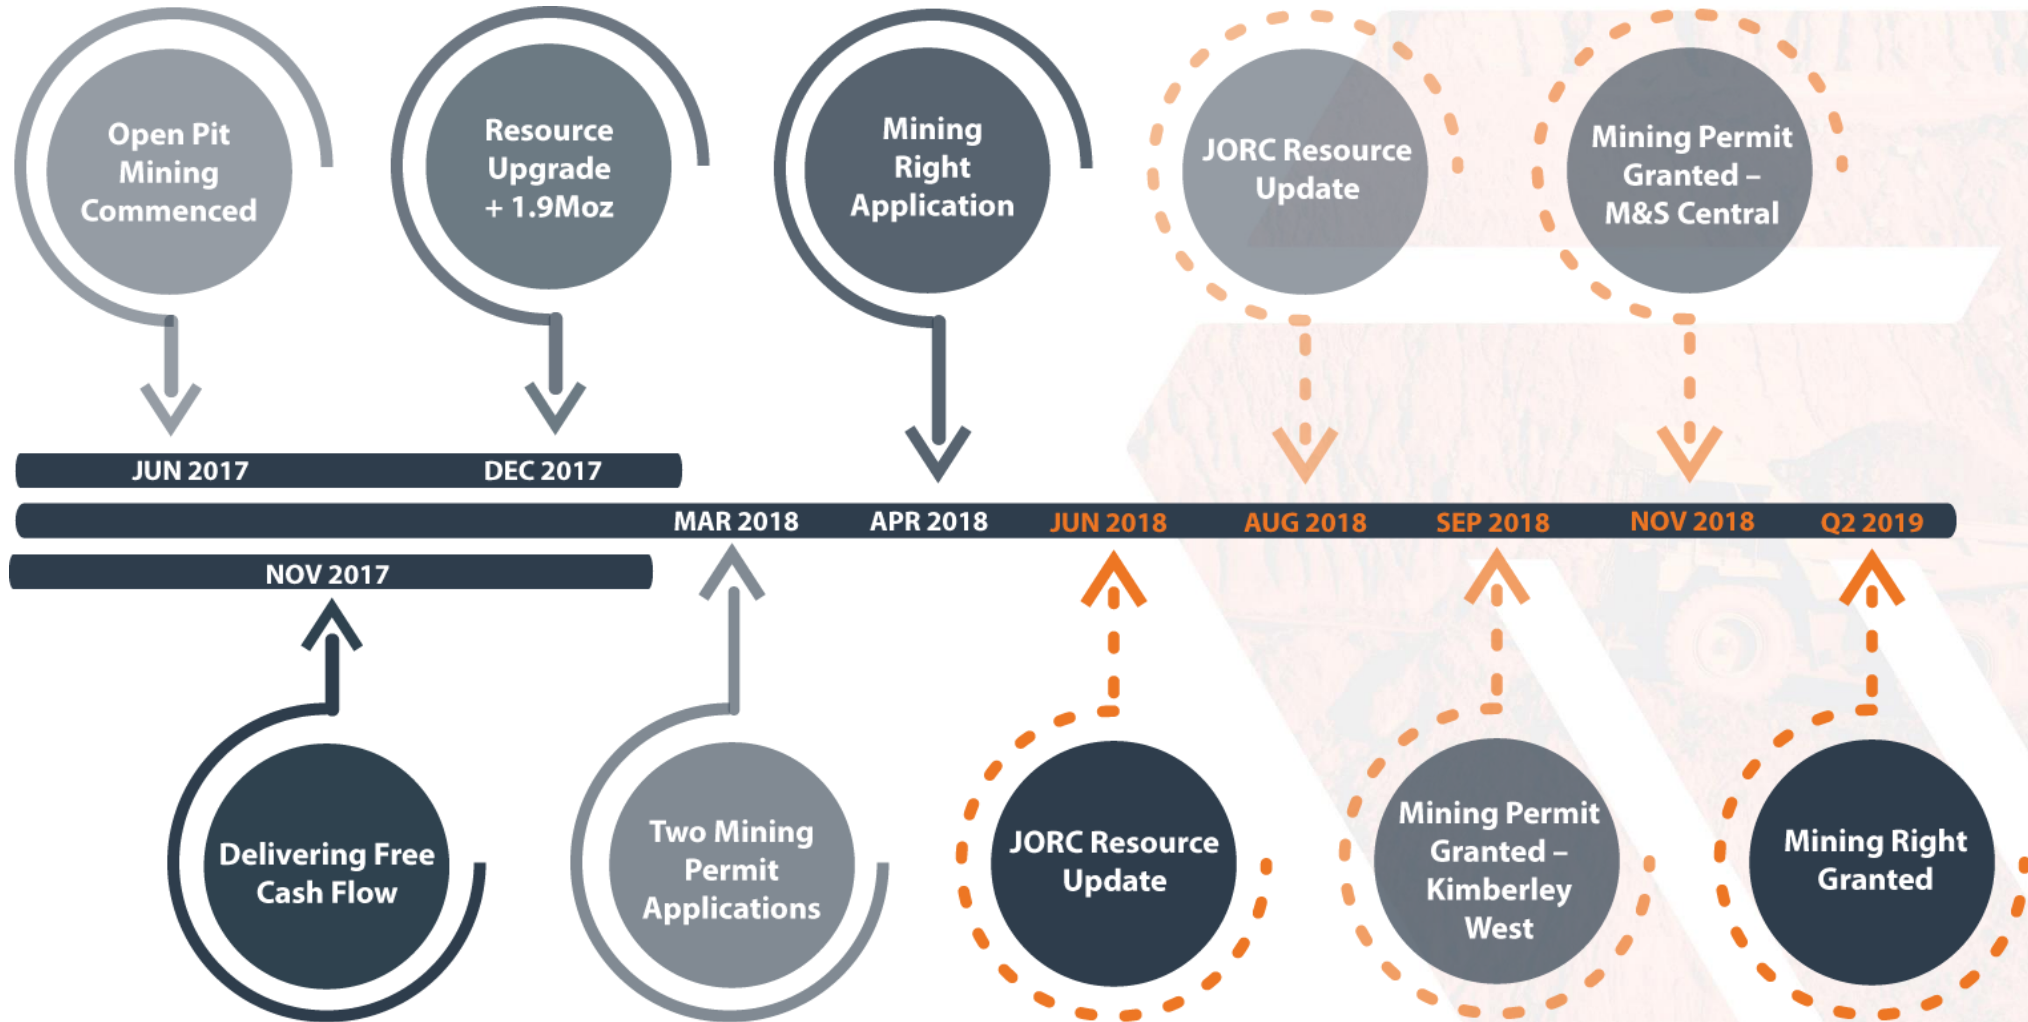 Open Pit
Mining
Commenced
Resource
Upgrade
+ 1.9Moz
Mining
Right
Application
JORC Resource
Update
Mining Permit
Granted –
M&S Central
JUN 2017
DEC 2017
MAR 2018
APR 2018
JUN 2018
AUG 2018
SEP 2018
NOV 2018
Q2 2019
NOV 2017
Delivering Free
Cash Flow
Two Mining
Permit
Applications
JORC Resource
Update
Mining Permit
Granted –
Kimberley
West
Mining Right
Granted